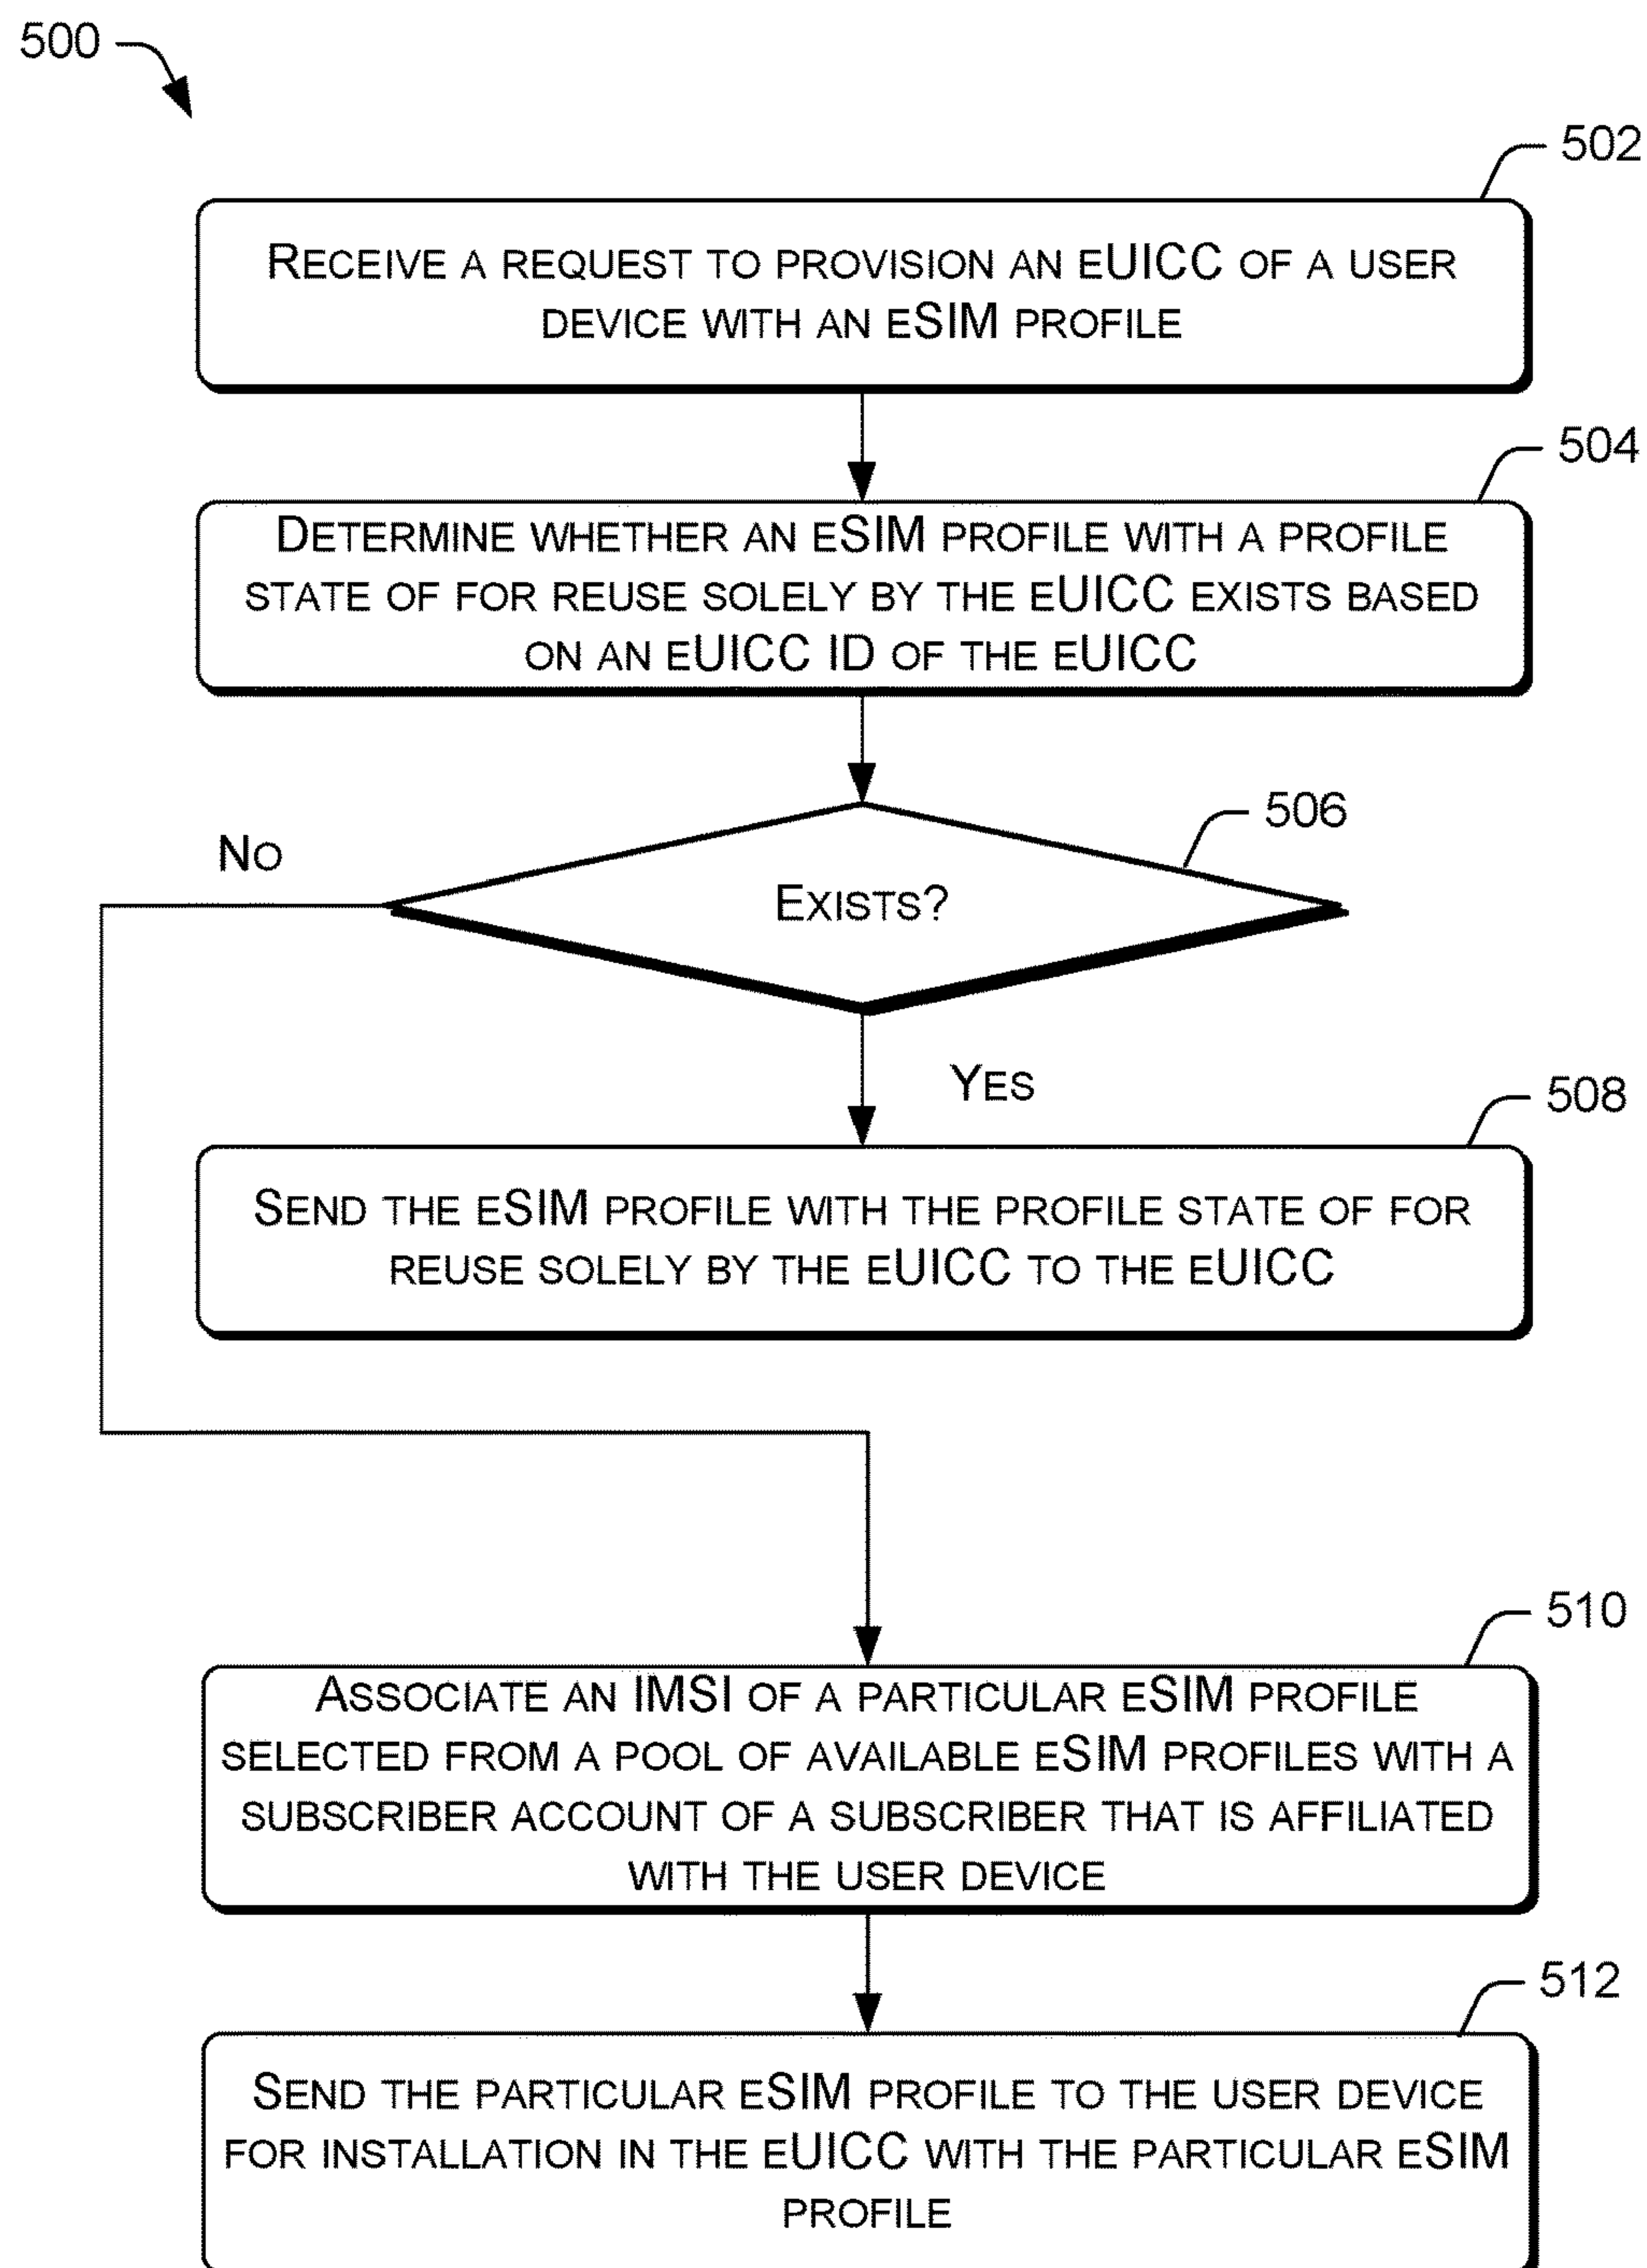 500
502
RECEIVE A REQUEST TO PROVISION AN EUICC OF A USER
DEVICE WITH AN ESIM PROFILE
504
DETERMINE WHETHER AN ESIM PROFILE WITH A PROFILE
STATE OF FOR REUSE SOLELY BY THE EUICC EXISTS BASED
ON AN EUICC ID OF THE EUICC
506
NO
EXISTS?
YES
508
SEND THE ESIM PROFILE WITH THE PROFILE STATE OF FOR
REUSE SOLELY BY THE EUICC TO THE EUICC
510
ASSOCIATE AN IMSI OF A PARTICULAR ESIM PROFILE
SELECTED FROM A POOL OF AVAILABLE ESIM PROFILES WITH A
SUBSCRIBER ACCOUNT OF A SUBSCRIBER THAT IS AFFILIATED
WITH THE USER DEVICE
512
SEND THE PARTICULAR ESIM PROFILE TO THE USER DEVICE
FOR INSTALLATION IN THE EUICC WITH THE PARTICULAR ESIM
PROFILE